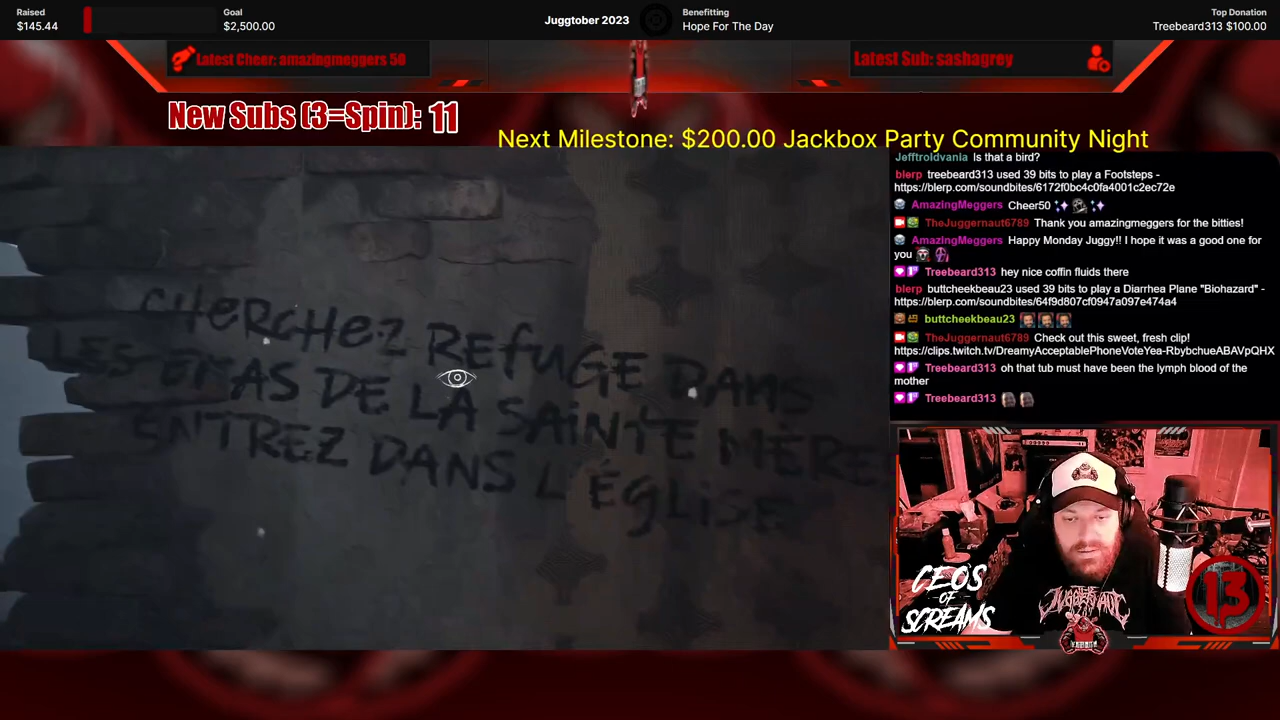 Raised
$145.44
Goal
$2,500.00
Juggtober 2023
Benefitting
Hope For The Day
Top Donation
Treebeard313 $100.00
Latest Cheer: amazingmeggers 50
Latest Sub: sashagrey
New Subs (3=Spin): 11
Next Milestone: $200.00 Jackbox Party Community Night
CHERCHEZ REFUGE DANS
LES BRAS DE LA SAINTE MÈRE
ENTREZ DANS L'ÉGLISE
Jefftroldvania Is that a bird?
blerp treebeard313 used 39 bits to play a Footsteps -
https://blerp.com/soundbites/6172f0bc4c0fa4001c2ec72e
AmazingMeggers Cheer50
TheJuggernaut6789 Thank you amazingmeggers for the bitties!
AmazingMeggers Happy Monday Juggy!! I hope it was a good one for
you
Treebeard313 hey nice coffin fluids there
blerp buttcheekbeau23 used 39 bits to play a Diarrhea Plane "Biohazard" -
https://blerp.com/soundbites/64f9d807cf0947a097e474a4
buttcheekbeau23
TheJuggernaut6789 Check out this sweet, fresh clip!
https://clips.twitch.tv/DreamyAcceptablePhoneVoteYea-RbybchueABAVpQHX
Treebeard313 oh that tub must have been the lymph blood of the
mother
Treebeard313
CEOS
OF
SCREAMS
THE
JUGGERNAUT
13